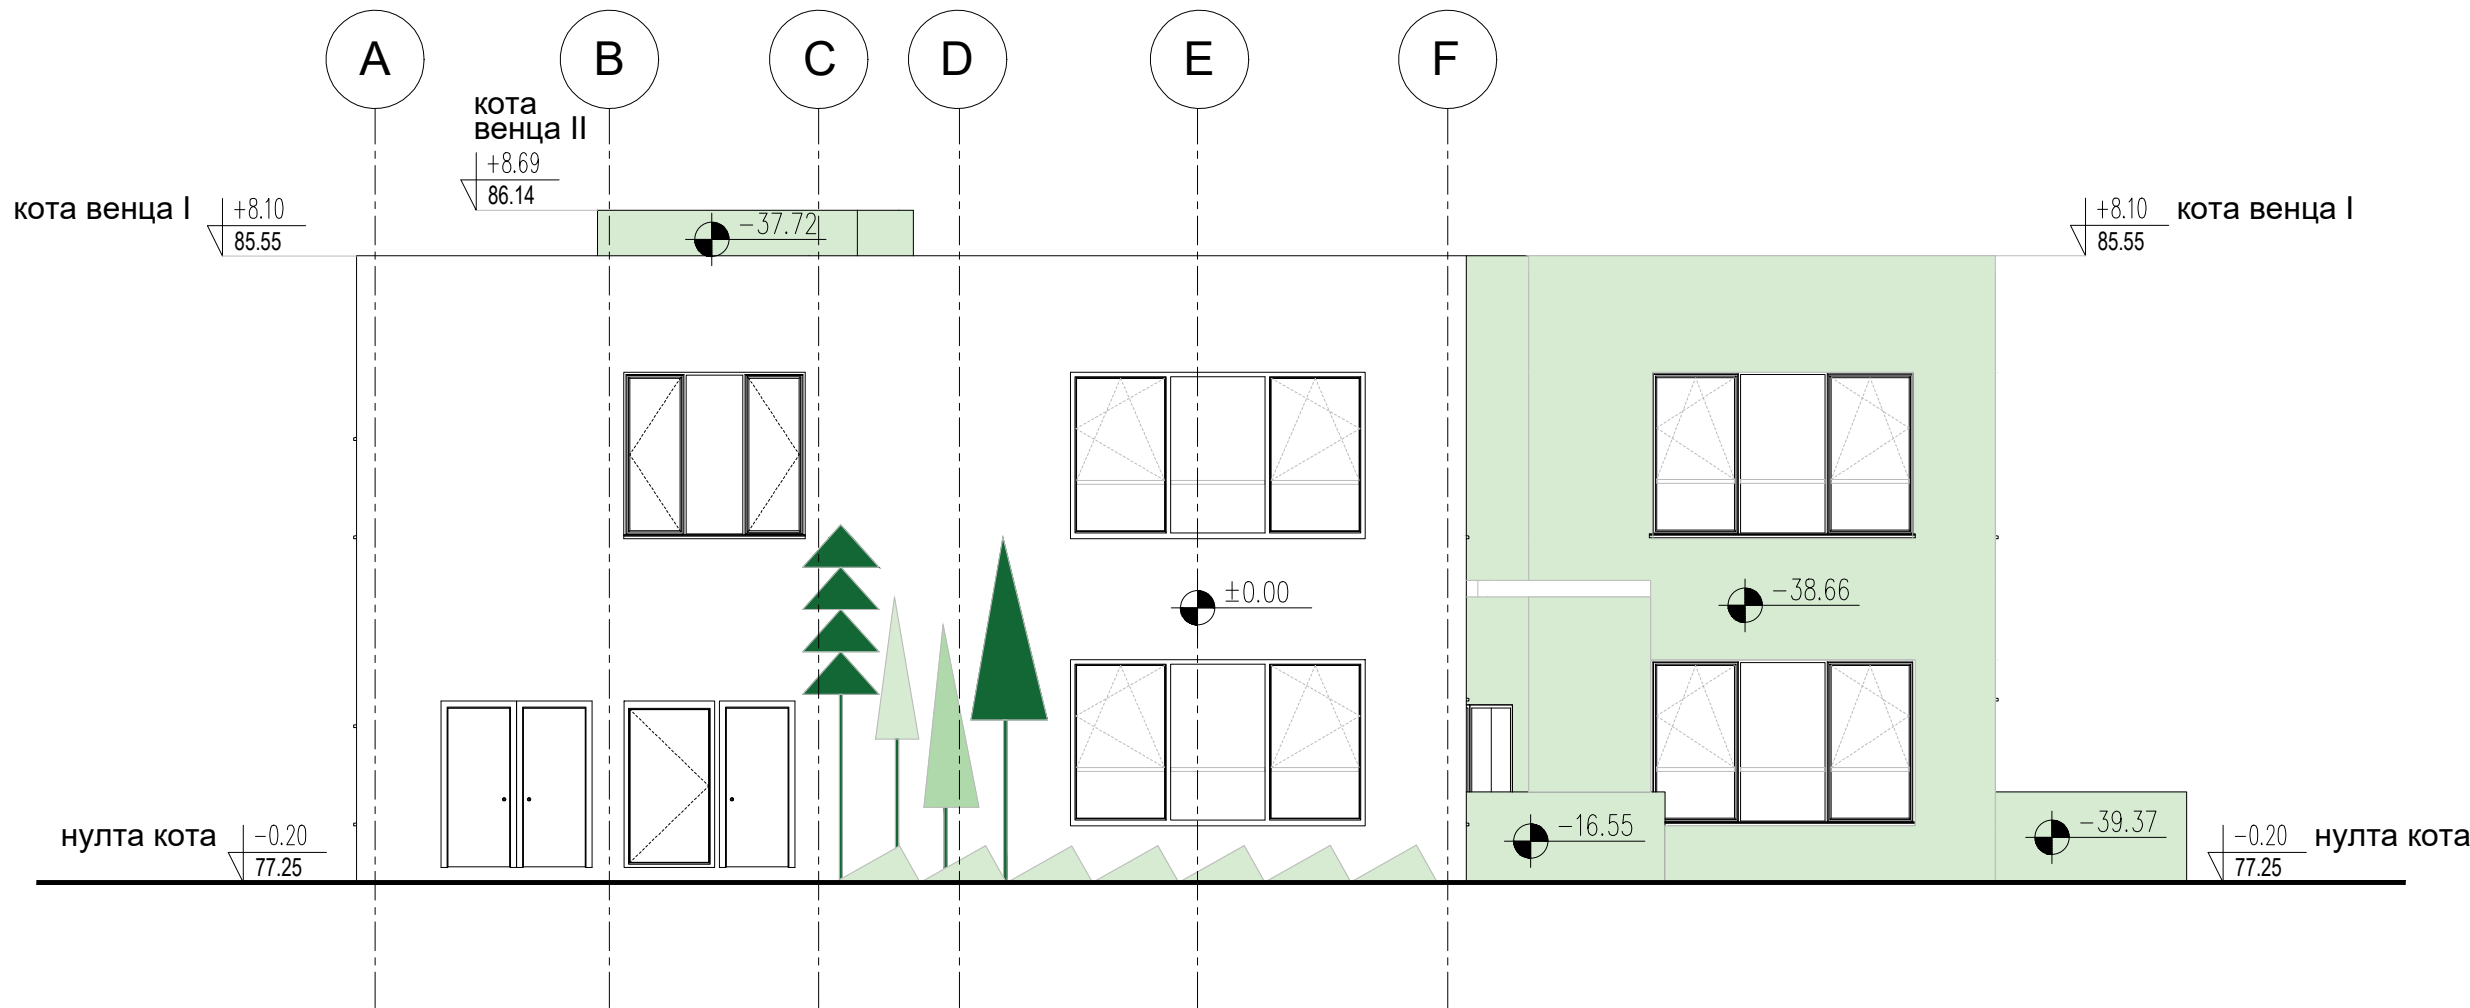 A B C D E F
кота
венца II
+8.69
86.14
кота венца I
+8.10
85.55
-37.72
+8.10
85.55
кота венца I
±0.00
-38.66
-16.55
-39.37
нулта кота
-0.20
77.25
-0.20
77.25
нулта кота